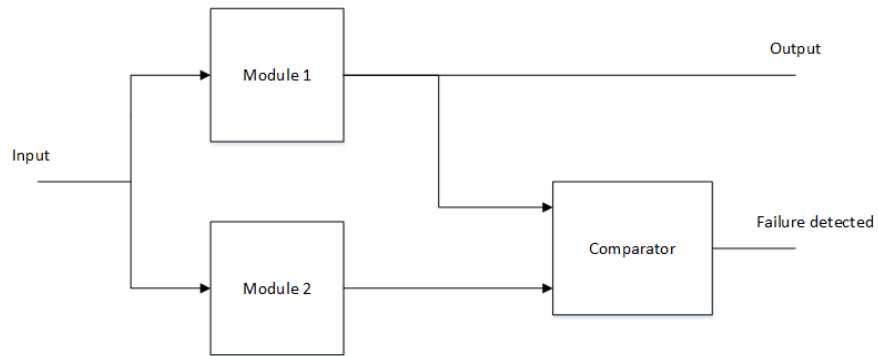 Module 1
Output
Input
Module 2
Comparator
Failure detected